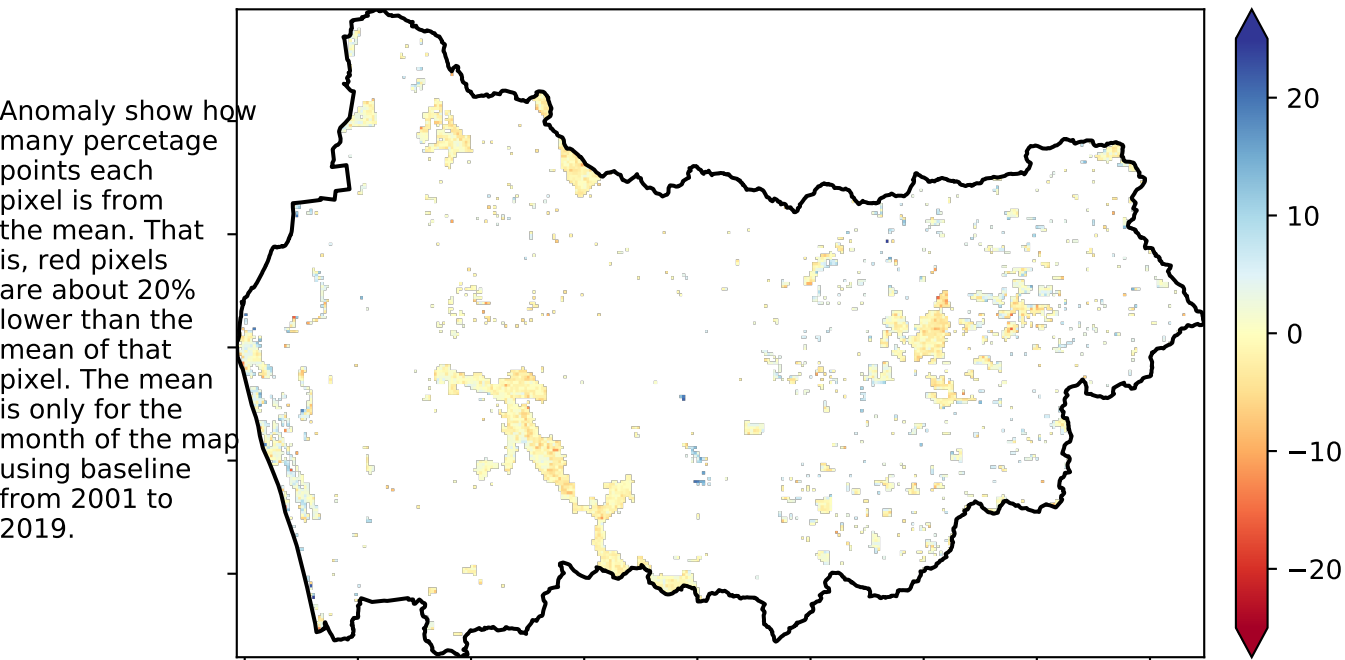 Anomaly show how
many percetage
points each
pixel is from
the mean. That
is, red pixels
are about 20%
lower than the
mean of that
pixel. The mean
is only for the
month of the map
using baseline
from 2001 to
2019.
20
10
0
−10
−20